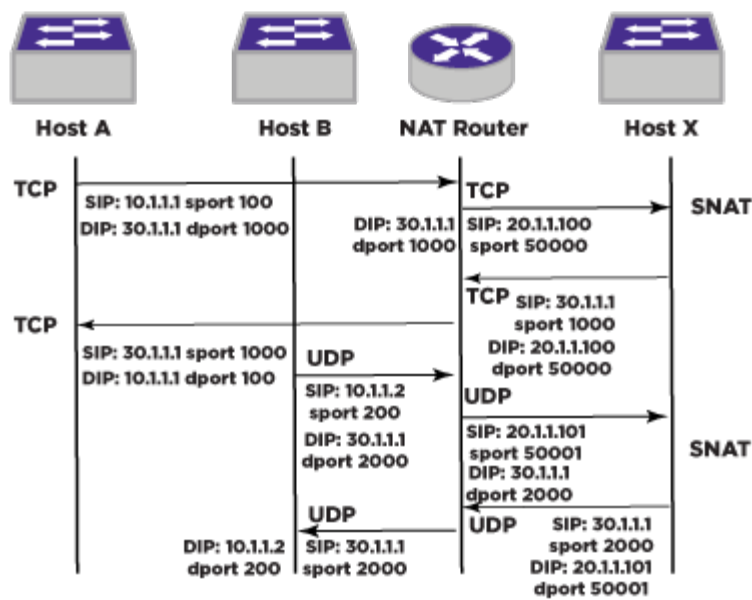 Host A
Host B
NAT Router
Host X
TCP
SIP: 10.1.1.1 sport 100
DIP: 30.1.1.1 dport 1000
TCP
DIP: 30.1.1.1
dport 1000
SIP: 20.1.1.100
sport 50000
SNAT
TCP
SIP: 30.1.1.1
sport 1000
DIP: 20.1.1.100
dport 50000
TCP
SIP: 30.1.1.1 sport 1000
DIP: 10.1.1.1 dport 100
UDP
SIP: 10.1.1.2
sport 200
DIP: 30.1.1.1
dport 2000
UDP
SIP: 20.1.1.101
sport 50001
DIP: 30.1.1.1
dport 2000
SNAT
UDP
SIP: 30.1.1.1
sport 2000
DIP: 20.1.1.101
dport 50001
UDP
DIP: 10.1.1.2
dport 200
SIP: 30.1.1.1
sport 2000